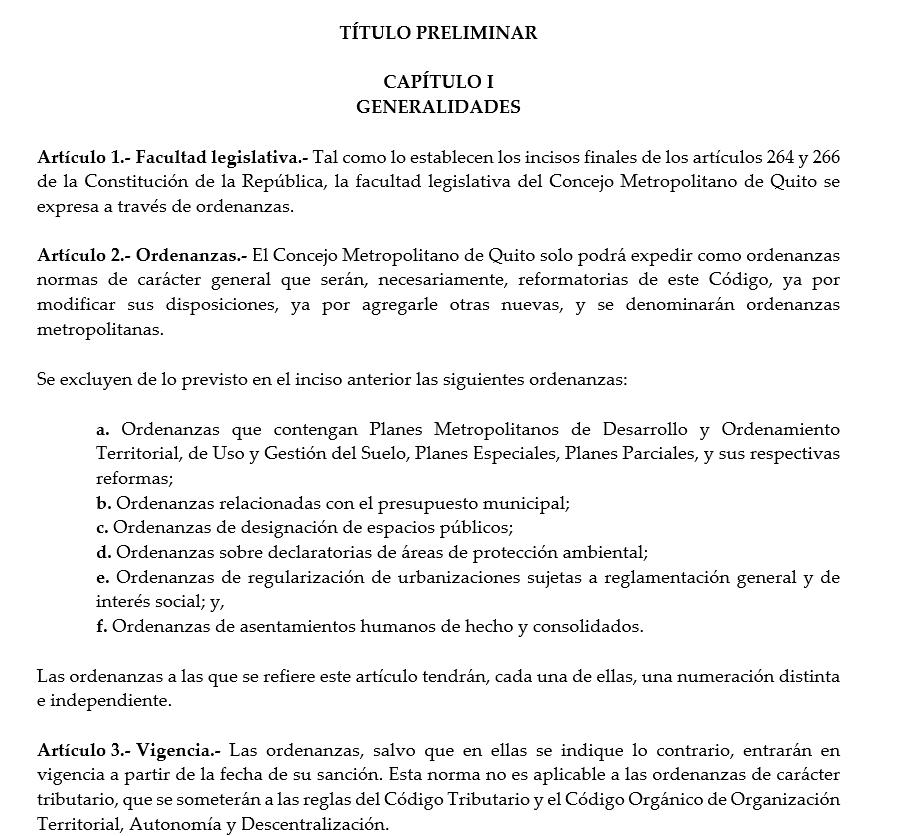 TÍTULO PRELIMINAR
CAPÍTULO I
GENERALIDADES
Artículo 1.- Facultad legislativa.- Tal como lo establecen los incisos finales de los artículos 264 y 266
de la Constitución de la República, la facultad legislativa del Concejo Metropolitano de Quito se
expresa a través de ordenanzas.
Artículo 2.- Ordenanzas.- El Concejo Metropolitano de Quito solo podrá expedir como ordenanzas
normas de carácter general que serán, necesariamente, reformatorias de este Código, ya por
modificar sus disposiciones, ya por agregarle otras nuevas, y se denominarán ordenanzas
metropolitanas.
Se excluyen de lo previsto en el inciso anterior las siguientes ordenanzas:
a. Ordenanzas que contengan Planes Metropolitanos de Desarrollo y Ordenamiento
Territorial, de Uso y Gestión del Suelo, Planes Especiales, Planes Parciales, y sus respectivas
reformas;
b. Ordenanzas relacionadas con el presupuesto municipal;
c. Ordenanzas de designación de espacios públicos;
d. Ordenanzas sobre declaratorias de áreas de protección ambiental;
e. Ordenanzas de regularización de urbanizaciones sujetas a reglamentación general y de
interés social; y,
f. Ordenanzas de asentamientos humanos de hecho y consolidados.
Las ordenanzas a las que se refiere este artículo tendrán, cada una de ellas, una numeración distinta
e independiente.
Artículo 3.- Vigencia.- Las ordenanzas, salvo que en ellas se indique lo contrario, entrarán en
vigencia a partir de la fecha de su sanción. Esta norma no es aplicable a las ordenanzas de carácter
tributario, que se someterán a las reglas del Código Tributario y el Código Orgánico de Organización
Territorial, Autonomía y Descentralización.